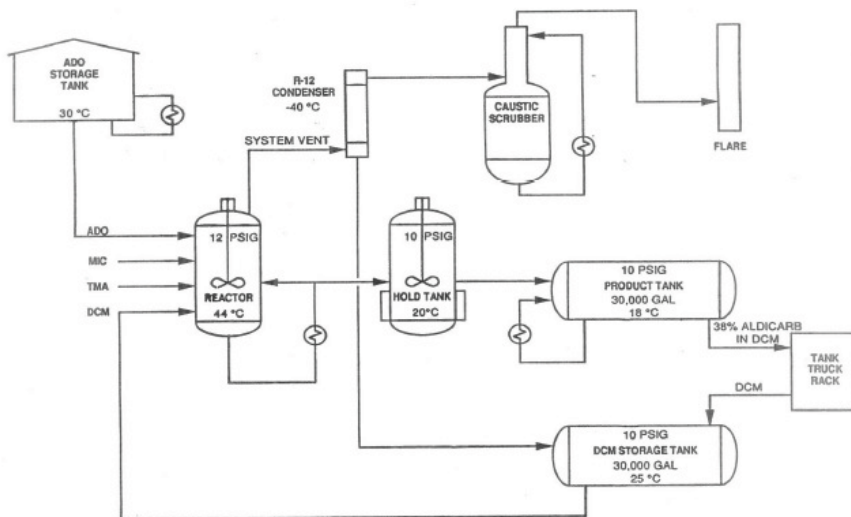 ADO
STORAGE
TANK
30 °C
R-12
CONDENSER
-40 °C
CAUSTIC
SCRUBBER
FLARE
SYSTEM VENT
ADO
MIC
TMA
DCM
12 PSIG
REACTOR
44 °C
10 PSIG
HOLD TANK
20°C
10 PSIG
PRODUCT TANK
30,000 GAL
18 °C
38% ALDICARB
IN DCM
TANK
TRUCK
RACK
DCM
10 PSIG
DCM STORAGE TANK
30,000 GAL
25 °C